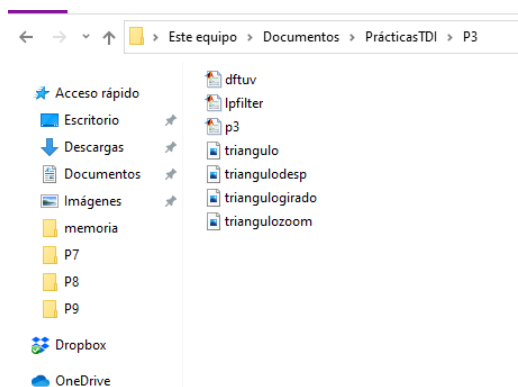 Este equipo > Documentos > PrácticasTDI > P3
Acceso rápido
Escritorio
Descargas
Documentos
Imágenes
memoria
P7
P8
P9
Dropbox
OneDrive
dftuv
lpfilter
p3
triangulo
triangulodesp
triangulogirado
triangulozoom